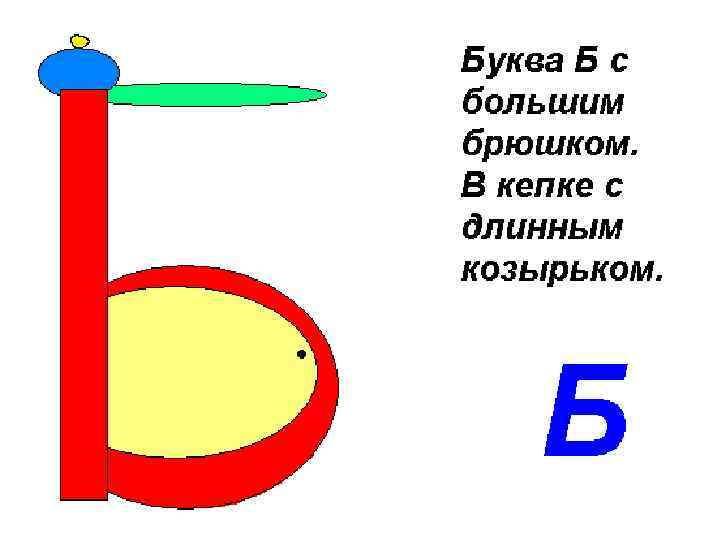 Буква Б с
большим
брюшком.
В кепке с
длинным
козырьком.
Б